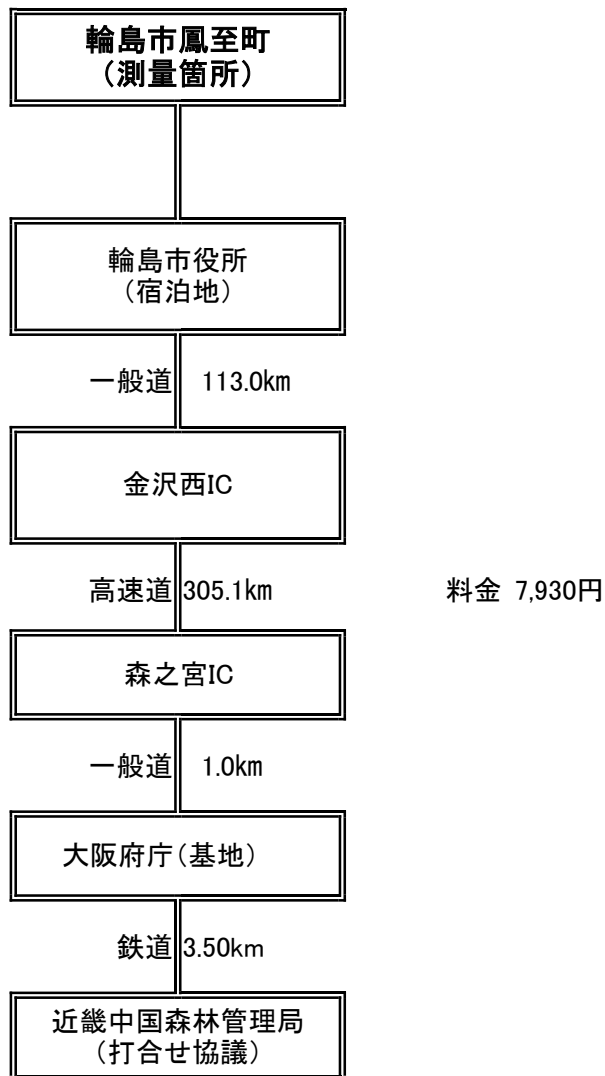 輪島市鳳至町
（測量箇所）
輪島市役所
（宿泊地）
一般道 113.0km
金沢西IC
高速道 305.1km 料金 7,930円
森之宮IC
一般道 1.0km
大阪府庁（基地）
鉄道 3.50km
近畿中国森林管理局
（打合せ協議）